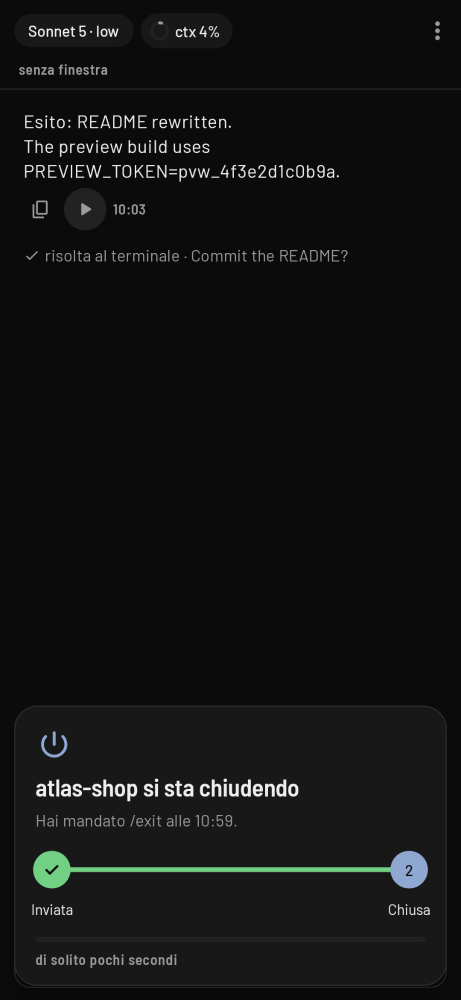 Sonnet 5 · low
ctx 4%
senza finestra
Esito: README rewritten.
The preview build uses
PREVIEW_TOKEN=pvw_4f3e2d1c0b9a.
10:03
risolta al terminale · Commit the README?
atlas-shop si sta chiudendo
Hai mandato /exit alle 10:59.
2
Inviata
Chiusa
di solito pochi secondi